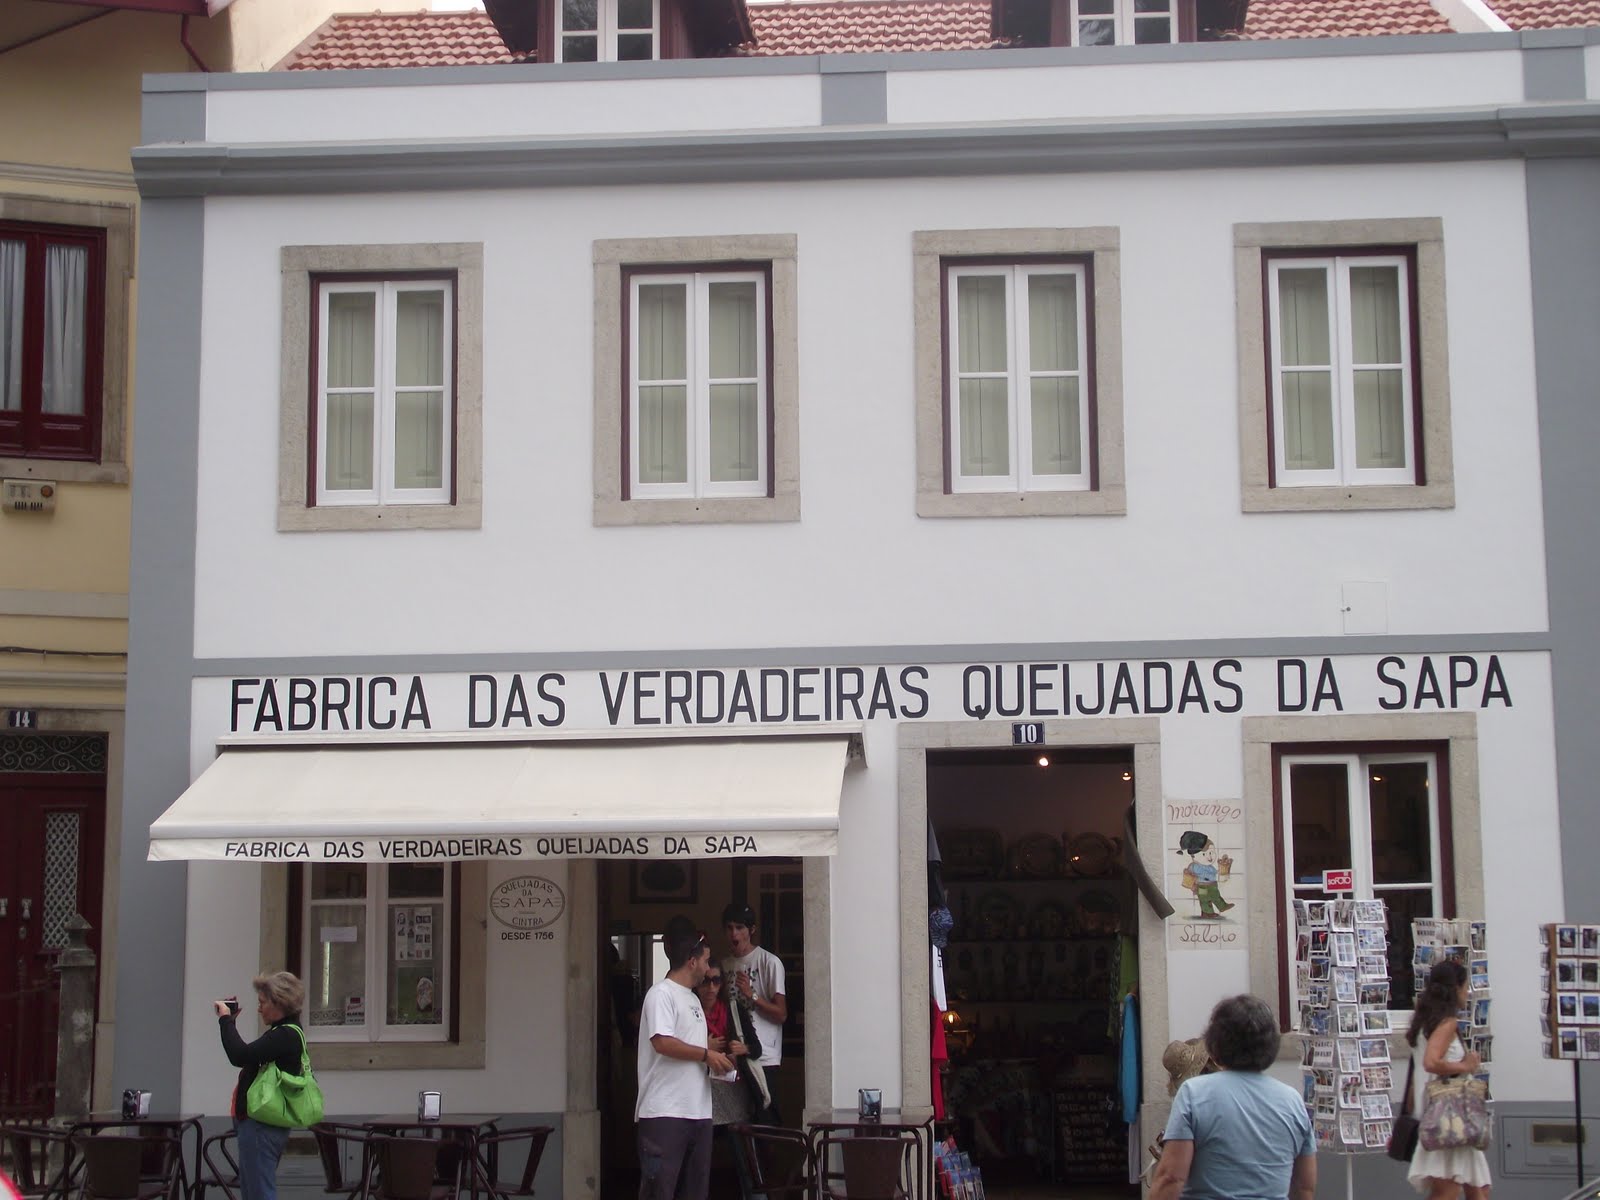 FÁBRICA DAS VERDADEIRAS QUEIJADAS DA SAPA
14
10
FABRICA DAS VERDADEIRAS QUEIJADAS DA SAPA
morango
Saloio
QUEIJADAS
DA
SAPA
CINTRA
DESDE 1756